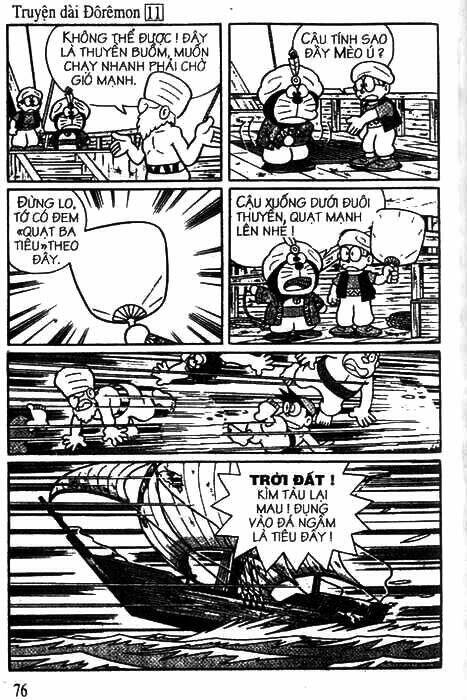 Truyện dài Đôrêmon 11
KHÔNG THỂ ĐƯỢC ! ĐÂY
LÀ THUYỀN BUỒM, MUỐN
CHẠY NHANH PHẢI CHỜ
GIÓ MẠNH.
CẬU TÍNH SAO
ĐÂY MÈO Ú ?
ĐỪNG LO,
TỚ CÓ ĐEM
«QUẠT BA
TIÊU» THEO
ĐÂY.
CẬU XUỐNG DƯỚI ĐUÔI
THUYỀN, QUẠT MẠNH
LÊN NHÉ !
TRỜI ĐẤT !
KÌM TÀU LẠI
MAU ! ĐỤNG
VÀO ĐÁ NGẦM
LÀ TIÊU ĐẤY !
76